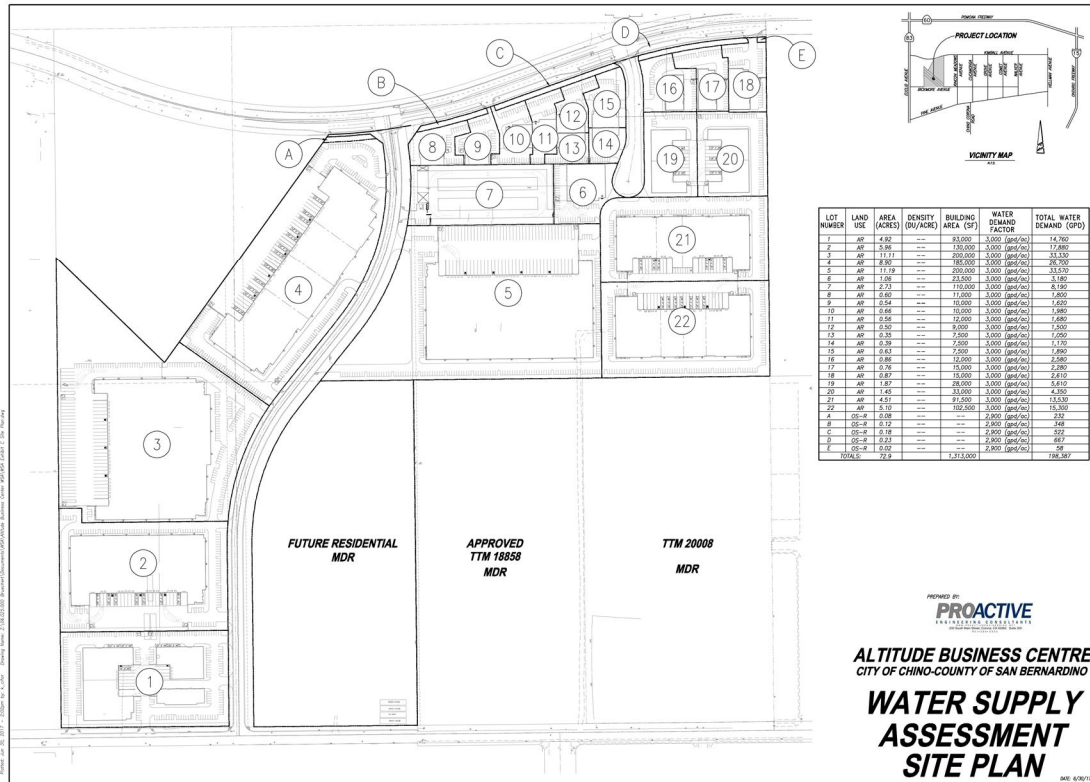 A
B
C
D
E
1
2
3
4
5
6
7
8
9
10
11
12
13
14
15
16
17
18
19
20
21
22
FUTURE RESIDENTIAL
MDR
APPROVED
TTM 18858
MDR
TTM 20008
MDR
60
POMONA FREEWAY
83
PROJECT LOCATION
KIMBALL AVENUE
EUCLID AVENUE
BICKMORE AVENUE
PINE AVENUE
HELLMAN AVENUE
VICINITY MAP
LOT NUMBER LAND USE AREA (ACRES) DENSITY (DU/ACRE) BUILDING AREA (SF) WATER DEMAND FACTOR TOTAL WATER DEMAND (GPD)
1 AR 4.92 -- 93,000 3,000 (gpd/ac) 14,760
2 AR 5.96 -- 130,000 3,000 (gpd/ac) 17,880
3 AR 11.11 -- 200,000 3,000 (gpd/ac) 33,330
4 AR 8.90 -- 185,000 3,000 (gpd/ac) 26,700
5 AR 11.19 -- 200,000 3,000 (gpd/ac) 33,570
6 AR 1.06 -- 23,500 3,000 (gpd/ac) 3,180
7 AR 2.73 -- 110,000 3,000 (gpd/ac) 8,190
8 AR 0.60 -- 11,000 3,000 (gpd/ac) 1,800
9 AR 0.54 -- 10,000 3,000 (gpd/ac) 1,620
10 AR 0.66 -- 10,000 3,000 (gpd/ac) 1,980
11 AR 0.56 -- 12,000 3,000 (gpd/ac) 1,680
12 AR 0.50 -- 9,000 3,000 (gpd/ac) 1,500
13 AR 0.35 -- 7,500 3,000 (gpd/ac) 1,050
14 AR 0.39 -- 7,500 3,000 (gpd/ac) 1,170
15 AR 0.63 -- 7,500 3,000 (gpd/ac) 1,890
16 AR 0.86 -- 12,000 3,000 (gpd/ac) 2,580
17 AR 0.76 -- 15,000 3,000 (gpd/ac) 2,280
18 AR 0.87 -- 15,000 3,000 (gpd/ac) 2,610
19 AR 1.87 -- 28,000 3,000 (gpd/ac) 5,610
20 AR 1.45 -- 33,000 3,000 (gpd/ac) 4,350
21 AR 4.51 -- 91,500 3,000 (gpd/ac) 13,530
22 AR 5.10 -- 102,500 3,000 (gpd/ac) 15,300
A OS-R 0.08 -- -- 2,900 (gpd/ac) 232
B OS-R 0.12 -- -- 2,900 (gpd/ac) 348
C OS-R 0.18 -- -- 2,900 (gpd/ac) 522
D OS-R 0.23 -- -- 2,900 (gpd/ac) 667
E OS-R 0.02 -- -- 2,900 (gpd/ac) 58
TOTALS: 72.9 1,313,000 198,387
PREPARED BY:
PROACTIVE
ENGINEERING CONSULTANTS
ALTITUDE BUSINESS CENTRE
CITY OF CHINO-COUNTY OF SAN BERNARDINO
WATER SUPPLY
ASSESSMENT
SITE PLAN